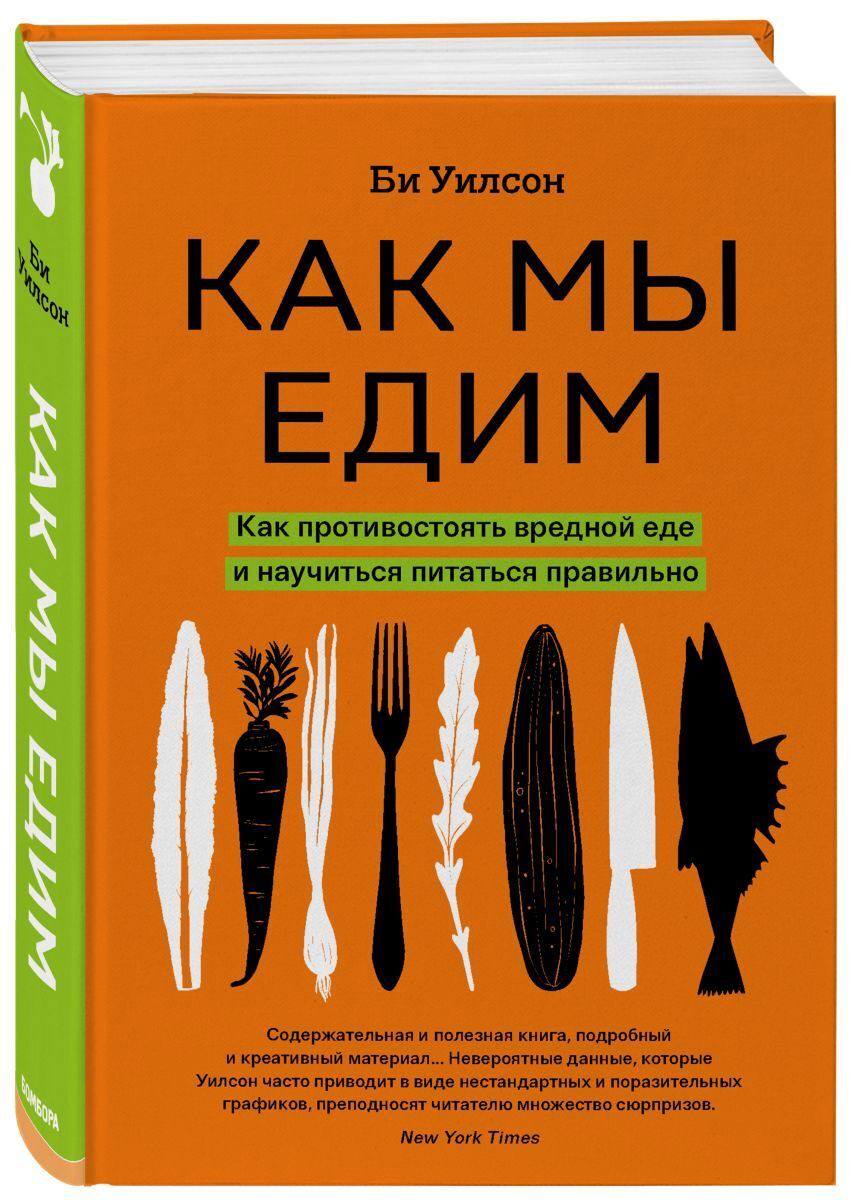 Би Уилсон
КАК МЫ
ЕДИМ
Как противостоять вредной еде
и научиться питаться правильно
Содержательная и полезная книга, подробный
и креативный материал... Невероятные данные, которые
Уилсон часто приводит в виде нестандартных и поразительных
графиков, преподносят читателю множество сюрпризов.
New York Times
Би
Уилсон
КАК МЫ ЕДИМ
БОМБОРА